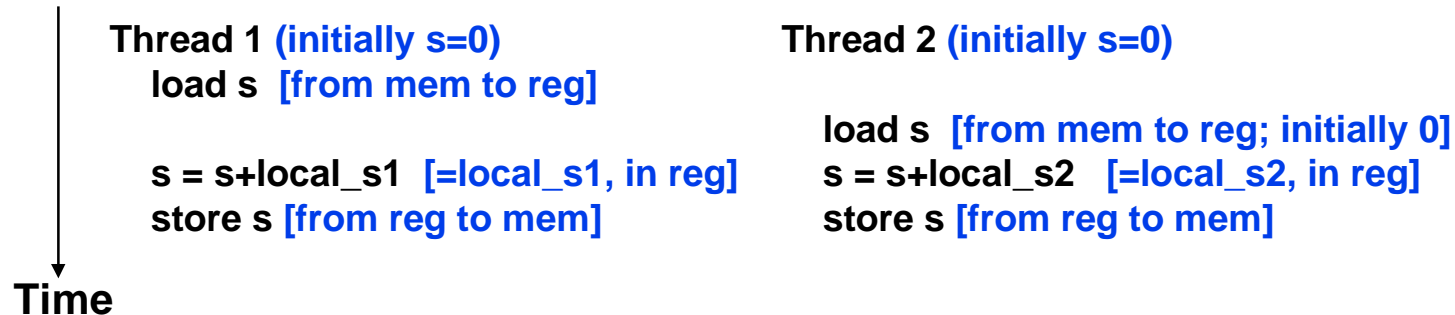 Thread 1 (initially s=0)
load s [from mem to reg]
s = s+local_s1 [=local_s1, in reg]
store s [from reg to mem]
Thread 2 (initially s=0)
load s [from mem to reg; initially 0]
s = s+local_s2 [=local_s2, in reg]
store s [from reg to mem]
Time